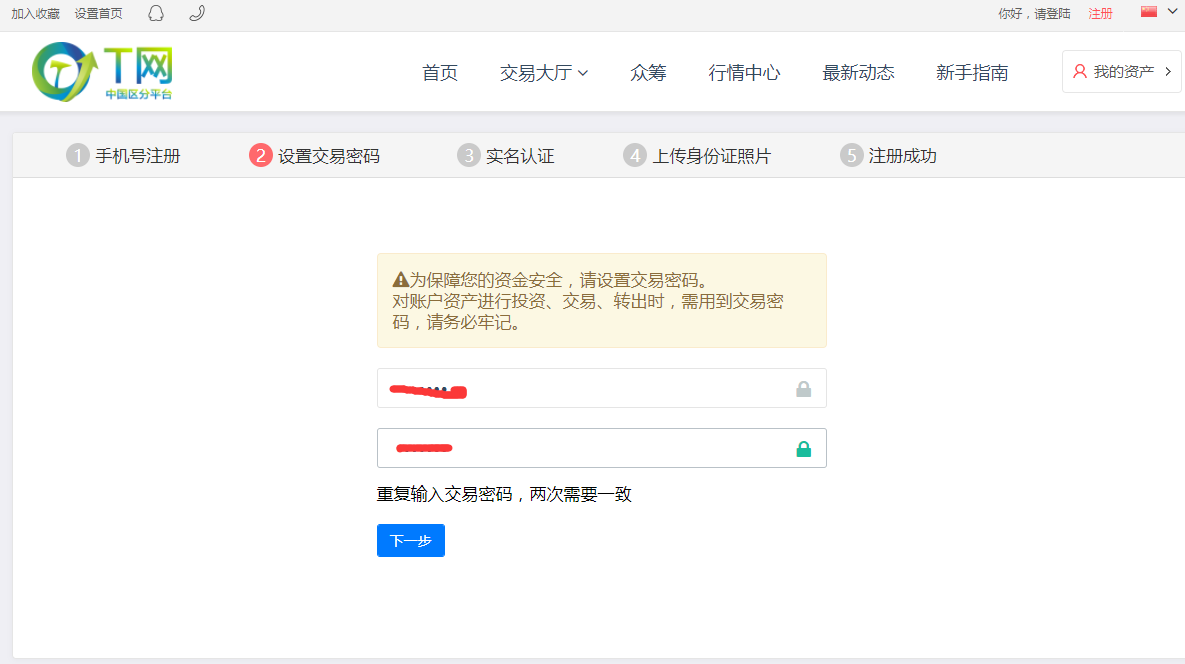 加入收藏 设置首页 你好，请登陆 注册
T网
中国区分平台
首页 交易大厅 众筹 行情中心 最新动态 新手指南 我的资产
1 手机号注册 2 设置交易密码 3 实名认证 4 上传身份证照片 5 注册成功
为保障您的资金安全，请设置交易密码。
对账户资产进行投资、交易、转出时，需用到交易密
码，请务必牢记。
重复输入交易密码，两次需要一致
下一步